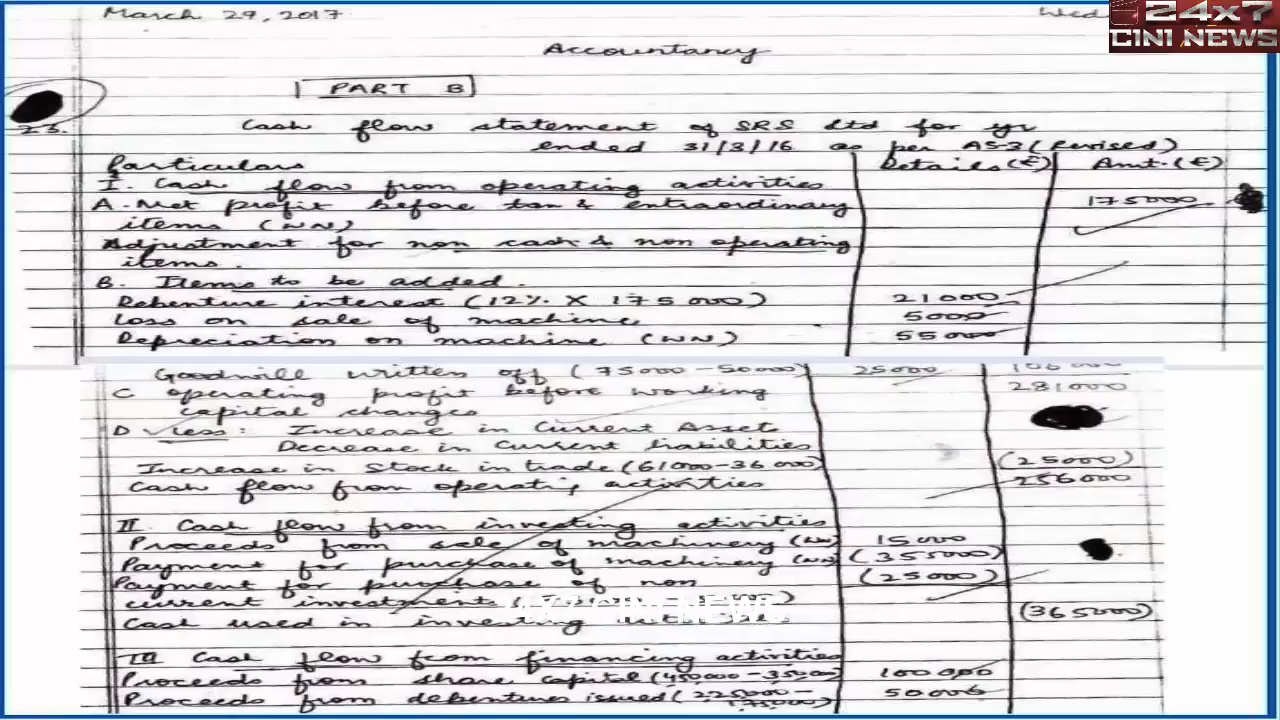 March 29, 2017
Wed
24x7
CINI NEWS
Accountancy
PART B
23.
Cash flow statement of SRS Ltd for yr
ended 31/3/16 as per AS-3 (Revised)
Particulars Details (₹) Amt. (₹)
I. Cash flow from operating activities
A. Net profit before tax & extraordinary 175000
items (WN)
Adjustment for non cash & non operating
items.
B. Items to be added.
Debenture interest (12% X 175000) 21000
Loss on sale of machine 5000
Depreciation on machine (WN) 55000
Goodwill written off (75000-50000) 25000 106000
C operating profit before working 281000
capital changes
D Less: Increase in Current Asset
Decrease in Current liabilities
Increase in Stock in trade (61000-36000) (25000)
Cash flow from operating activities 256000
II. Cash flow from investing activities
Proceeds from sale of machinery (WN) 15000
Payment for purchase of machinery (WN) (355000)
Payment for purchase of non (25000)
current investment
4X7 CINI NEWS
Cash used in investing (365000)
III Cash flow from financing activities
Proceeds from share capital (450000-350000) 100000
Proceeds from debentures issued (225000- 50000
175000)